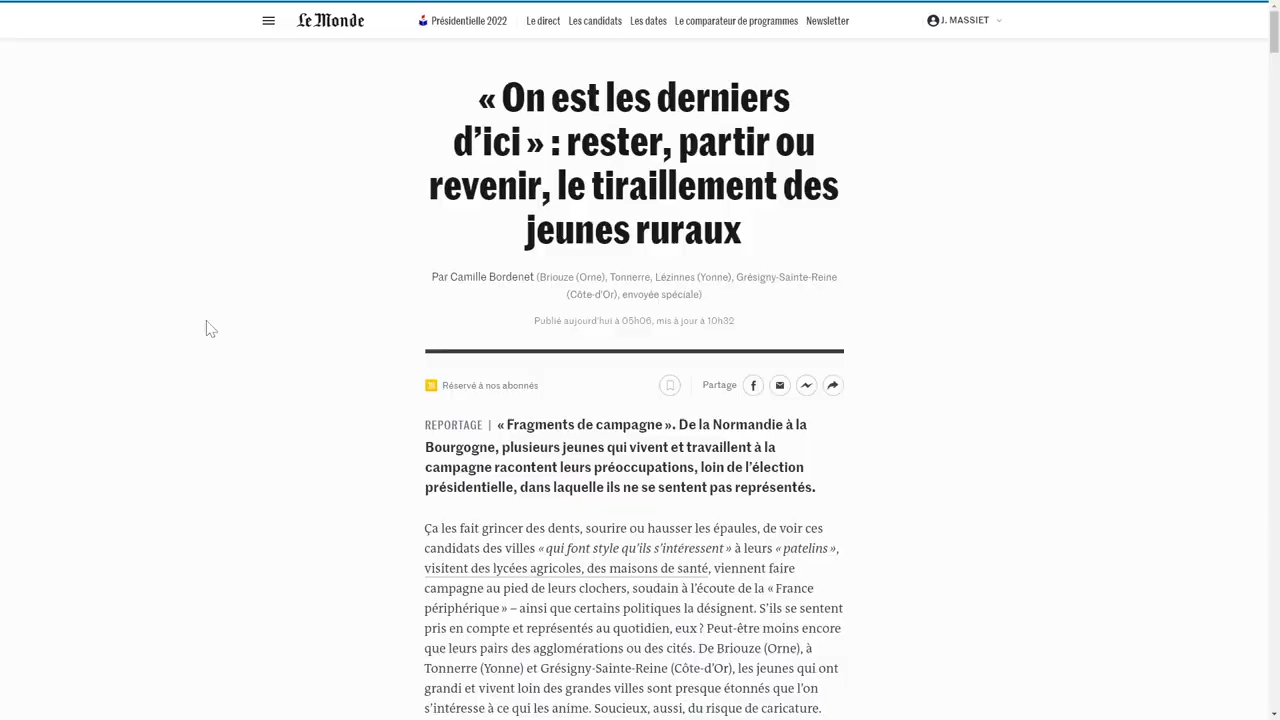 Le Monde
Présidentielle 2022 Le direct Les candidats Les dates Le comparateur de programmes Newsletter
J. MASSIET
« On est les derniers
d’ici » : rester, partir ou
revenir, le tiraillement des
jeunes ruraux
Par Camille Bordenet (Briouze (Orne), Tonnerre, Lézinnes (Yonne), Grésigny-Sainte-Reine
(Côte-d’Or), envoyée spéciale)
Publié aujourd’hui à 05h06, mis à jour à 10h32
Réservé à nos abonnés
Partage
REPORTAGE | « Fragments de campagne ». De la Normandie à la
Bourgogne, plusieurs jeunes qui vivent et travaillent à la
campagne racontent leurs préoccupations, loin de l’élection
présidentielle, dans laquelle ils ne se sentent pas représentés.
Ça les fait grincer des dents, sourire ou hausser les épaules, de voir ces
candidats des villes « qui font style qu’ils s’intéressent » à leurs « patelins »,
visitent des lycées agricoles, des maisons de santé, viennent faire
campagne au pied de leurs clochers, soudain à l’écoute de la « France
périphérique » – ainsi que certains politiques la désignent. S’ils se sentent
pris en compte et représentés au quotidien, eux ? Peut-être moins encore
que leurs pairs des agglomérations ou des cités. De Briouze (Orne), à
Tonnerre (Yonne) et Grésigny-Sainte-Reine (Côte-d’Or), les jeunes qui ont
grandi et vivent loin des grandes villes sont presque étonnés que l’on
s’intéresse à ce qui les anime. Soucieux, aussi, du risque de caricature.